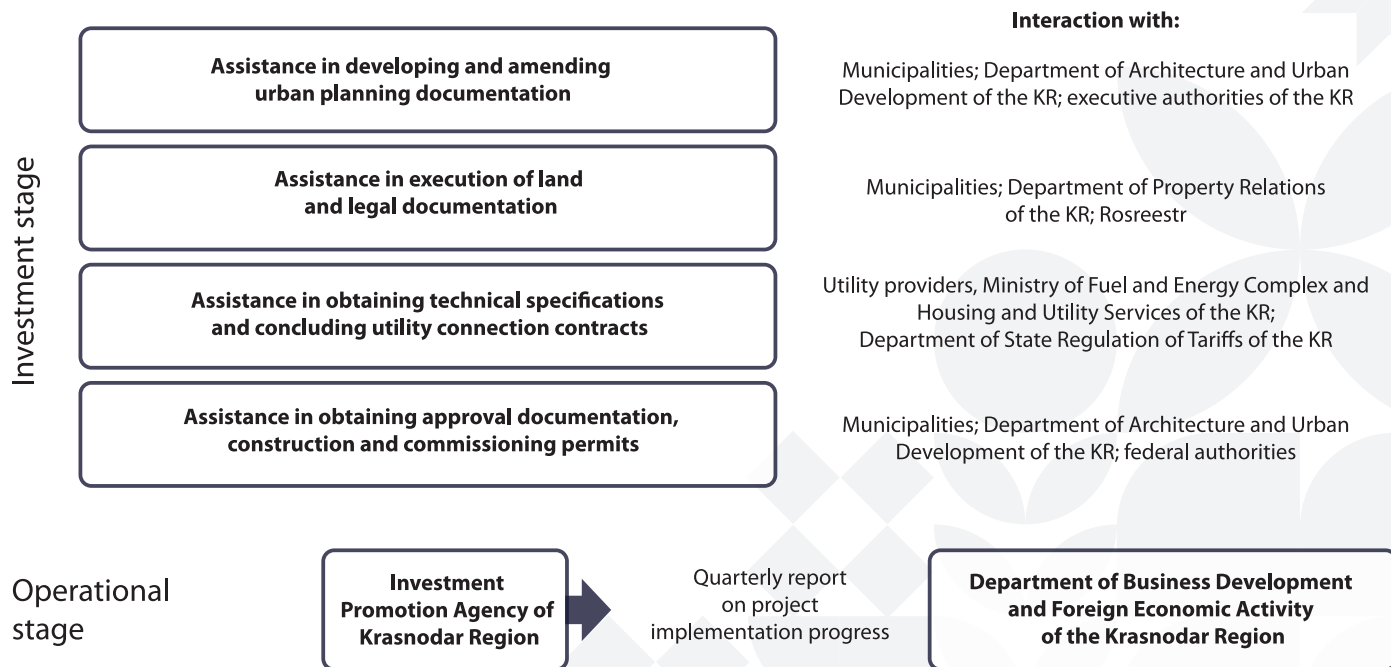 Interaction with:
Investment stage
Assistance in developing and amending
urban planning documentation
Municipalities; Department of Architecture and Urban
Development of the KR; executive authorities of the KR
Assistance in execution of land
and legal documentation
Municipalities; Department of Property Relations
of the KR; Rosreestr
Assistance in obtaining technical specifications
and concluding utility connection contracts
Utility providers, Ministry of Fuel and Energy Complex and
Housing and Utility Services of the KR;
Department of State Regulation of Tariffs of the KR
Assistance in obtaining approval documentation,
construction and commissioning permits
Municipalities; Department of Architecture and Urban
Development of the KR; federal authorities
Operational
stage
Investment
Promotion Agency of
Krasnodar Region
Quarterly report
on project
implementation progress
Department of Business Development
and Foreign Economic Activity
of the Krasnodar Region